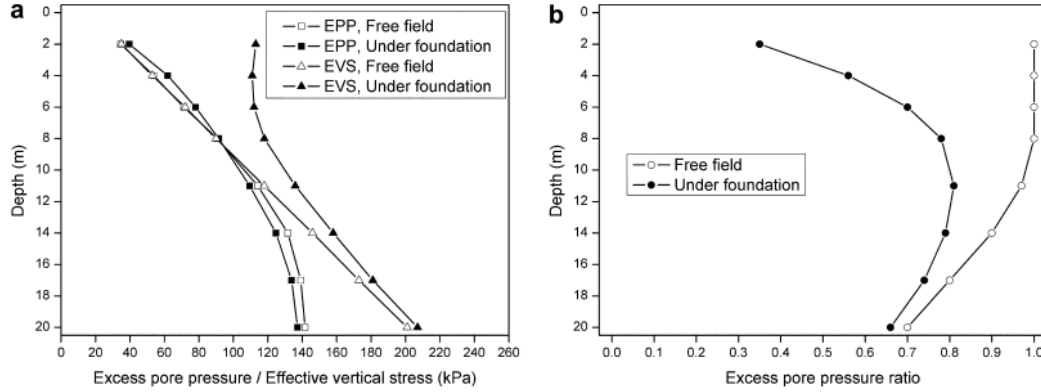 a
EPP, Free field
EPP, Under foundation
EVS, Free field
EVS, Under foundation
0
2
4
6
8
10
12
14
16
18
20
Depth (m)
0 20 40 60 80 100 120 140 160 180 200 220 240 260
Excess pore pressure / Effective vertical stress (kPa)
b
Free field
Under foundation
0
2
4
6
8
10
12
14
16
18
20
Depth (m)
0.0 0.1 0.2 0.3 0.4 0.5 0.6 0.7 0.8 0.9 1.0
Excess pore pressure ratio